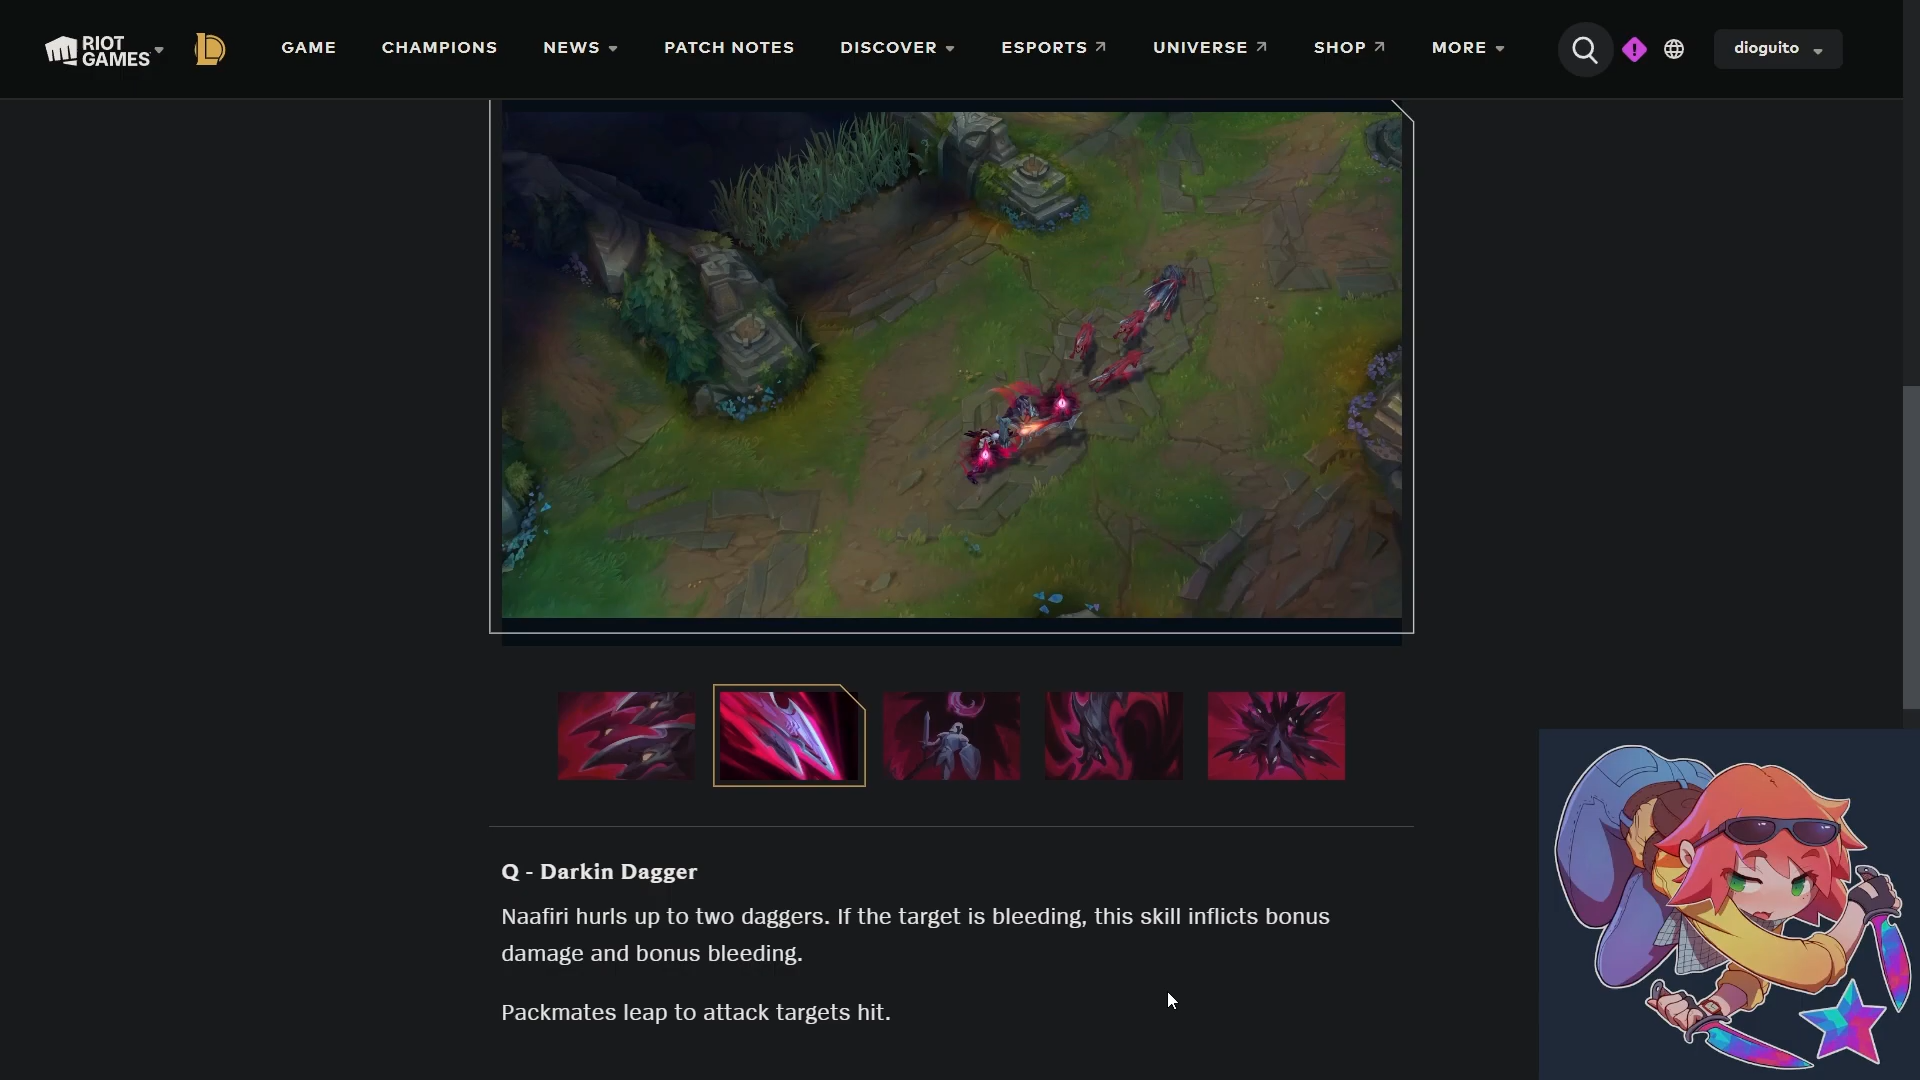 RIOT
GAMES
GAME
CHAMPIONS
NEWS
PATCH NOTES
DISCOVER
ESPORTS
UNIVERSE
SHOP
MORE
dioguito
Q - Darkin Dagger
Naafiri hurls up to two daggers. If the target is bleeding, this skill inflicts bonus
damage and bonus bleeding.
Packmates leap to attack targets hit.